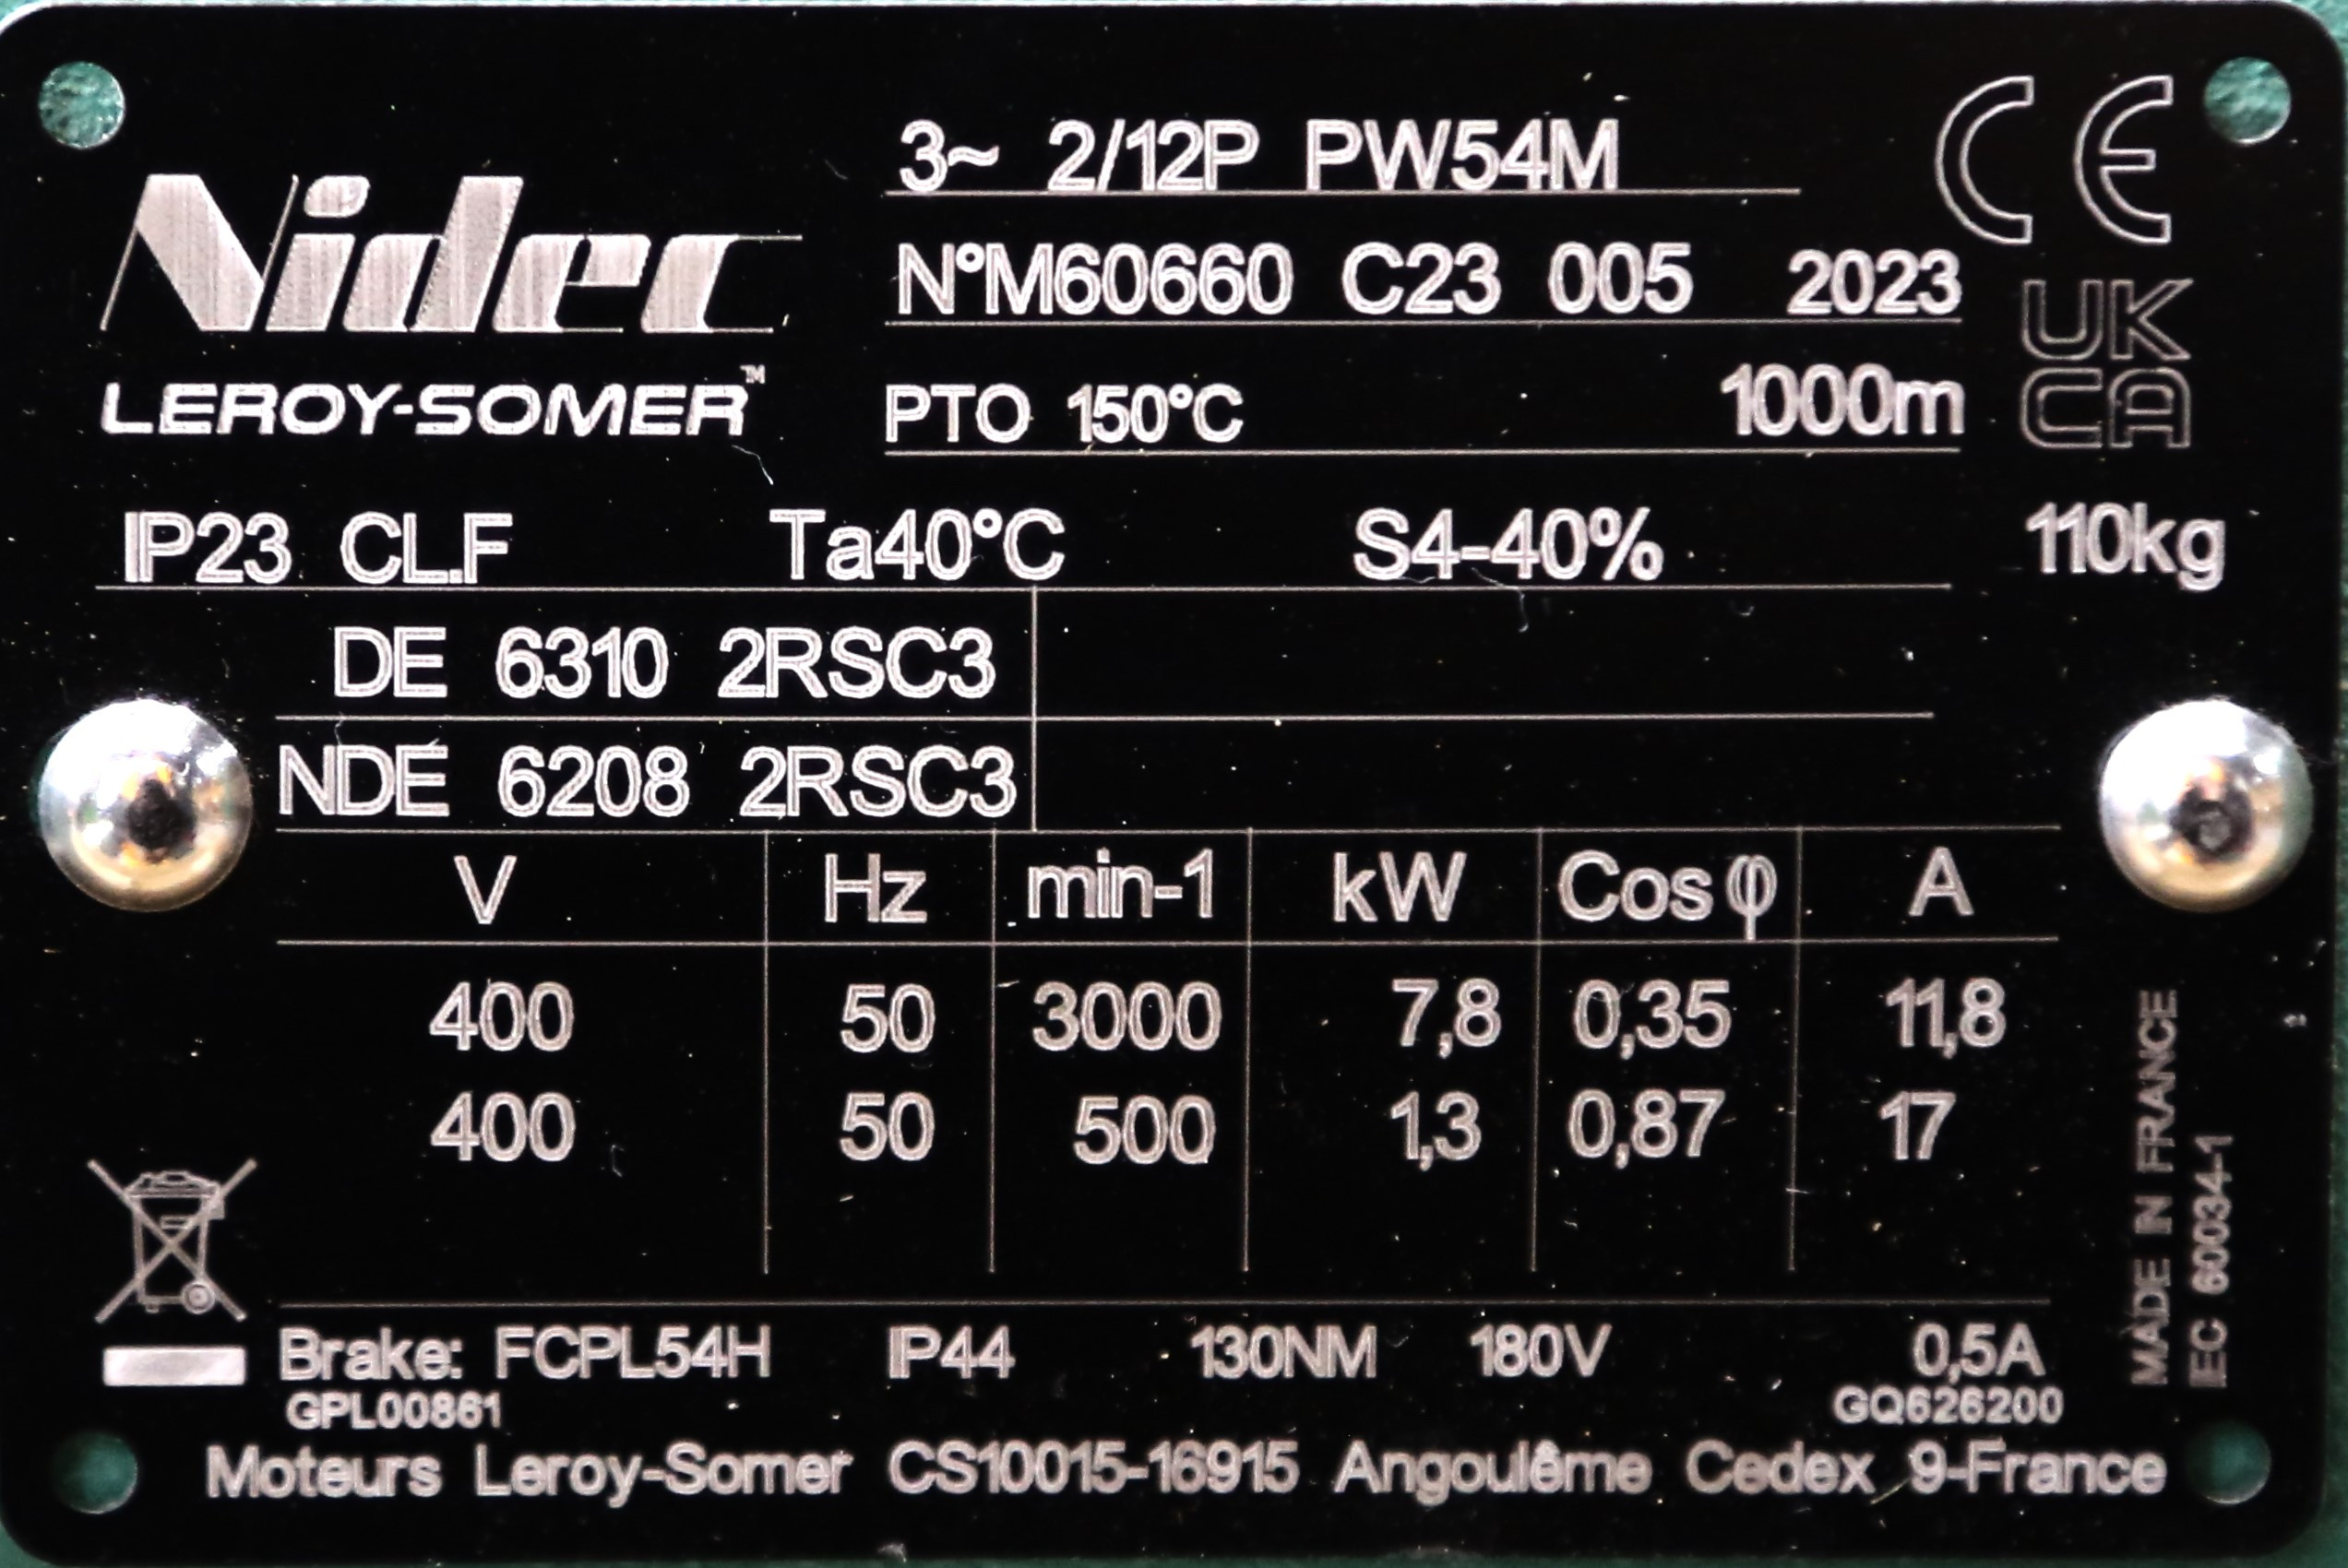 3~ 2/12P PW54M
CE
Nidec
N°M60660 C23 005 2023
UK
CA
LEROY-SOMER™
PTO 150°C 1000m
IP23 CL.F Ta40°C S4-40% 110kg
DE 6310 2RSC3
NDE 6208 2RSC3
V Hz min-1 kW Cos φ A
400 50 3000 7,8 0,35 11,8
400 50 500 1,3 0,87 17
MADE IN FRANCE
IEC 60034-1
Brake: FCPL54H IP44 130NM 180V 0,5A
GPL00861 GQ626200
Moteurs Leroy-Somer CS10015-16915 Angoulême Cedex 9-France